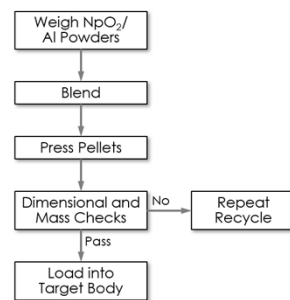 Weigh NpO₂/
Al Powders
Blend
Press Pellets
Dimensional and
Mass Checks
No
Repeat
Recycle
Pass
Load into
Target Body